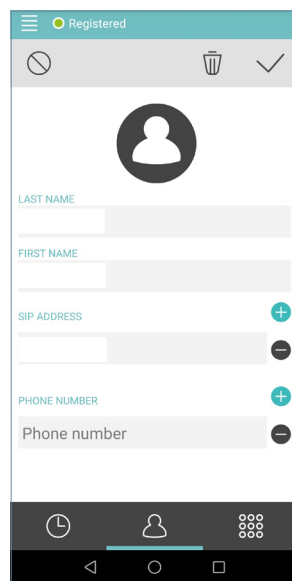 Registered
LAST NAME
FIRST NAME
SIP ADDRESS
PHONE NUMBER
Phone number